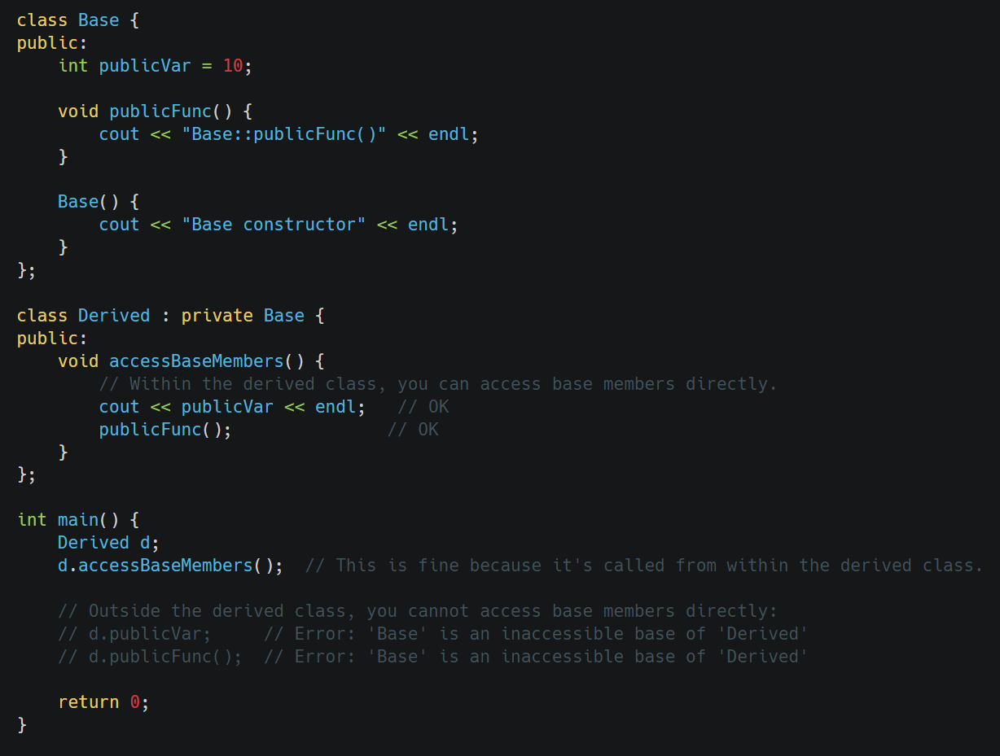 class Base {
public:
    int publicVar = 10;

    void publicFunc() {
        cout << "Base::publicFunc()" << endl;
    }

    Base() {
        cout << "Base constructor" << endl;
    }
};

class Derived : private Base {
public:
    void accessBaseMembers() {
        // Within the derived class, you can access base members directly.
        cout << publicVar << endl;   // OK
        publicFunc();               // OK
    }
};

int main() {
    Derived d;
    d.accessBaseMembers();  // This is fine because it's called from within the derived class.

    // Outside the derived class, you cannot access base members directly:
    // d.publicVar;     // Error: 'Base' is an inaccessible base of 'Derived'
    // d.publicFunc();  // Error: 'Base' is an inaccessible base of 'Derived'

    return 0;
}